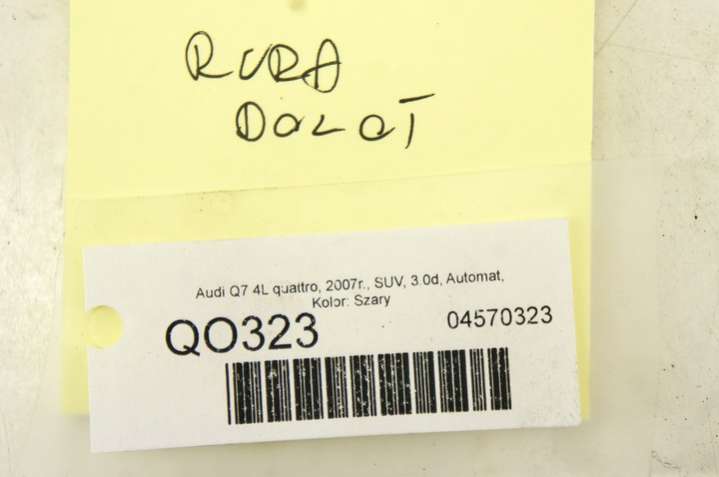 RURA
DOLOT
Audi Q7 4L quattro, 2007r., SUV, 3.0d, Automat,
Kolor: Szary
QO323
04570323